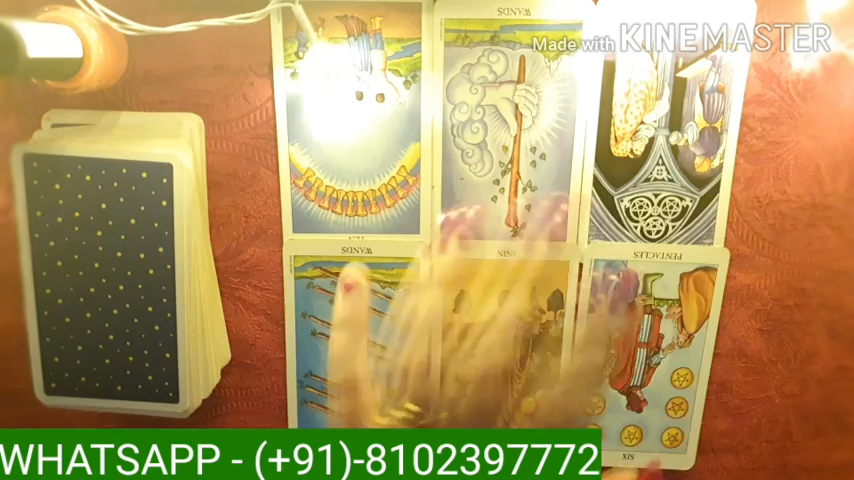 WANDS
Made with KINEMASTER
WANDS
PENTACLES
SIX
WHATSAPP - (+91)-8102397772